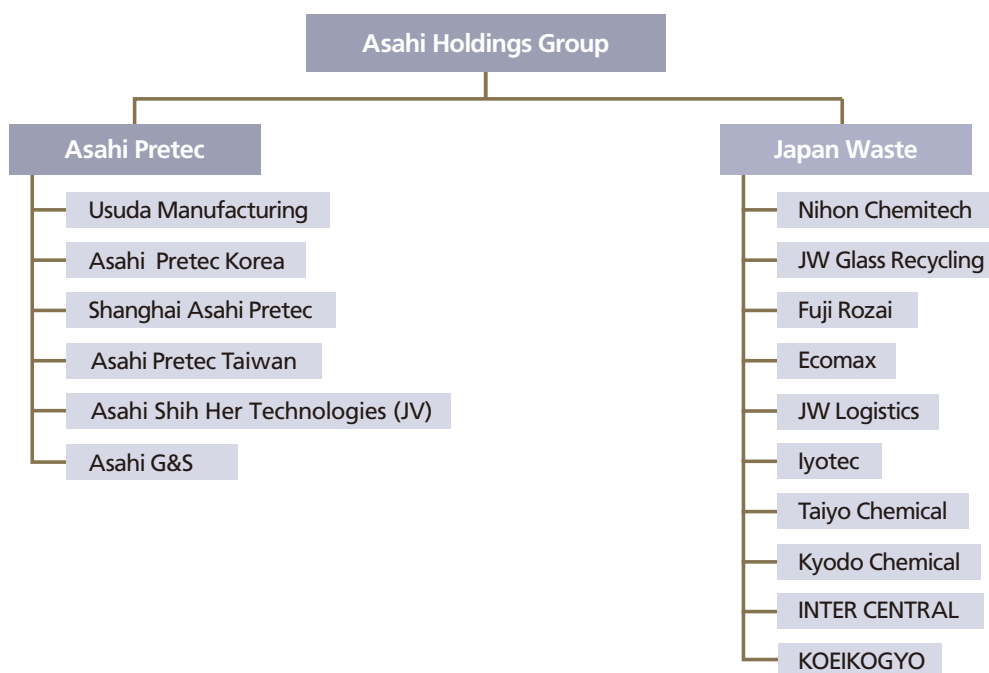 Asahi Holdings Group
Asahi Pretec
Usuda Manufacturing
Asahi Pretec Korea
Shanghai Asahi Pretec
Asahi Pretec Taiwan
Asahi Shih Her Technologies (JV)
Asahi G&S
Japan Waste
Nihon Chemitech
JW Glass Recycling
Fuji Rozai
Ecomax
JW Logistics
Iyotec
Taiyo Chemical
Kyodo Chemical
INTER CENTRAL
KOEIKOGYO